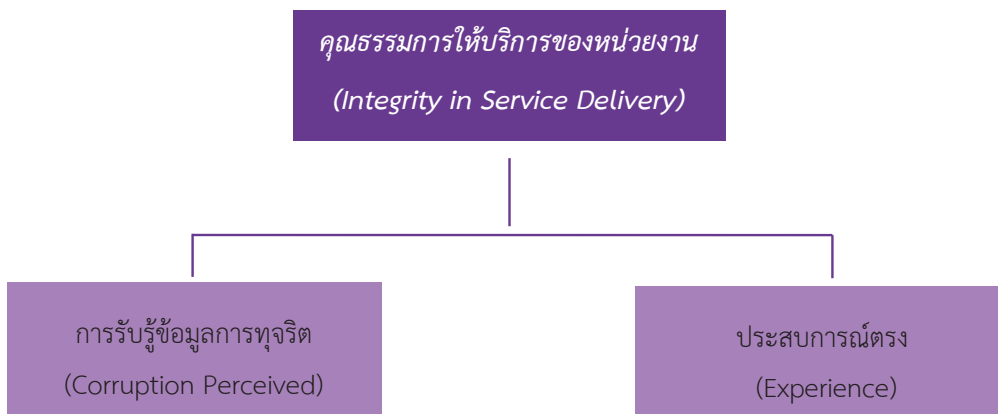 คุณธรรมการให้บริการของหน่วยงาน
(Integrity in Service Delivery)
การรับรู้ข้อมูลการทุจริต
(Corruption Perceived)
ประสบการณ์ตรง
(Experience)